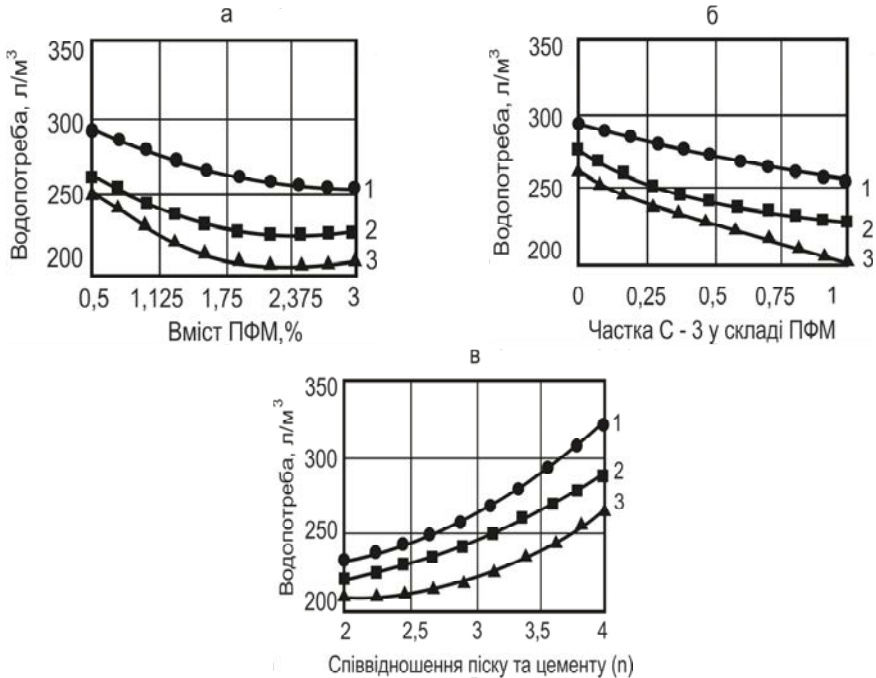 а
Водопотреба, л/м³
350
300
250
200
1
2
3
0,5 1,125 1,75 2,375 3
Вміст ПФМ,%
б
Водопотреба, л/м³
350
300
250
200
1
2
3
0 0,25 0,5 0,75 1
Частка С - 3 у складі ПФМ
в
Водопотреба, л/м³
350
300
250
200
1
2
3
2 2,5 3 3,5 4
Співвідношення піску та цементу (n)